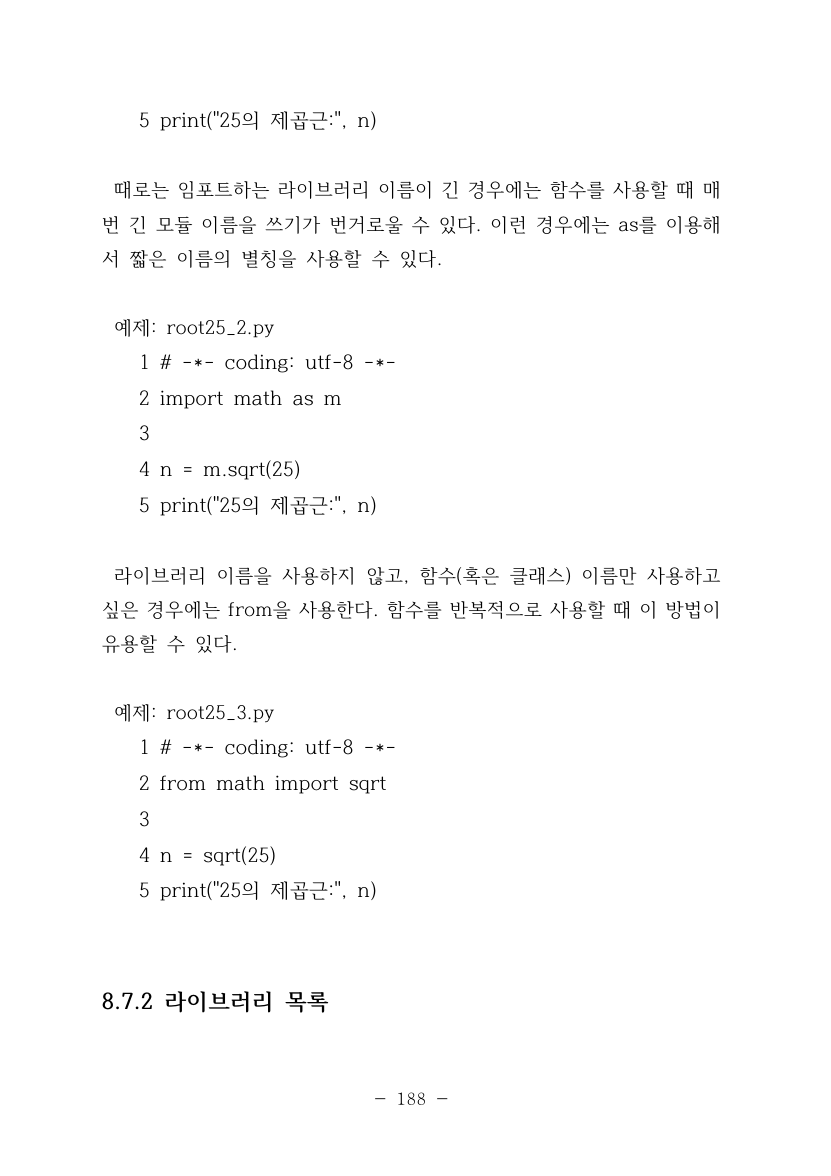 5 print("25의 제곱근:", n)
때로는 임포트하는 라이브러리 이름이 긴 경우에는 함수를 사용할 때 매
번 긴 모듈 이름을 쓰기가 번거로울 수 있다. 이런 경우에는 as를 이용해
서 짧은 이름의 별칭을 사용할 수 있다.
예제: root25_2.py
1 # -*- coding: utf-8 -*-
2 import math as m
3
4 n = m.sqrt(25)
5 print("25의 제곱근:", n)
라이브러리 이름을 사용하지 않고, 함수(혹은 클래스) 이름만 사용하고
싶은 경우에는 from을 사용한다. 함수를 반복적으로 사용할 때 이 방법이
유용할 수 있다.
예제: root25_3.py
1 # -*- coding: utf-8 -*-
2 from math import sqrt
3
4 n = sqrt(25)
5 print("25의 제곱근:", n)
8.7.2 라이브러리 목록
- 188 -